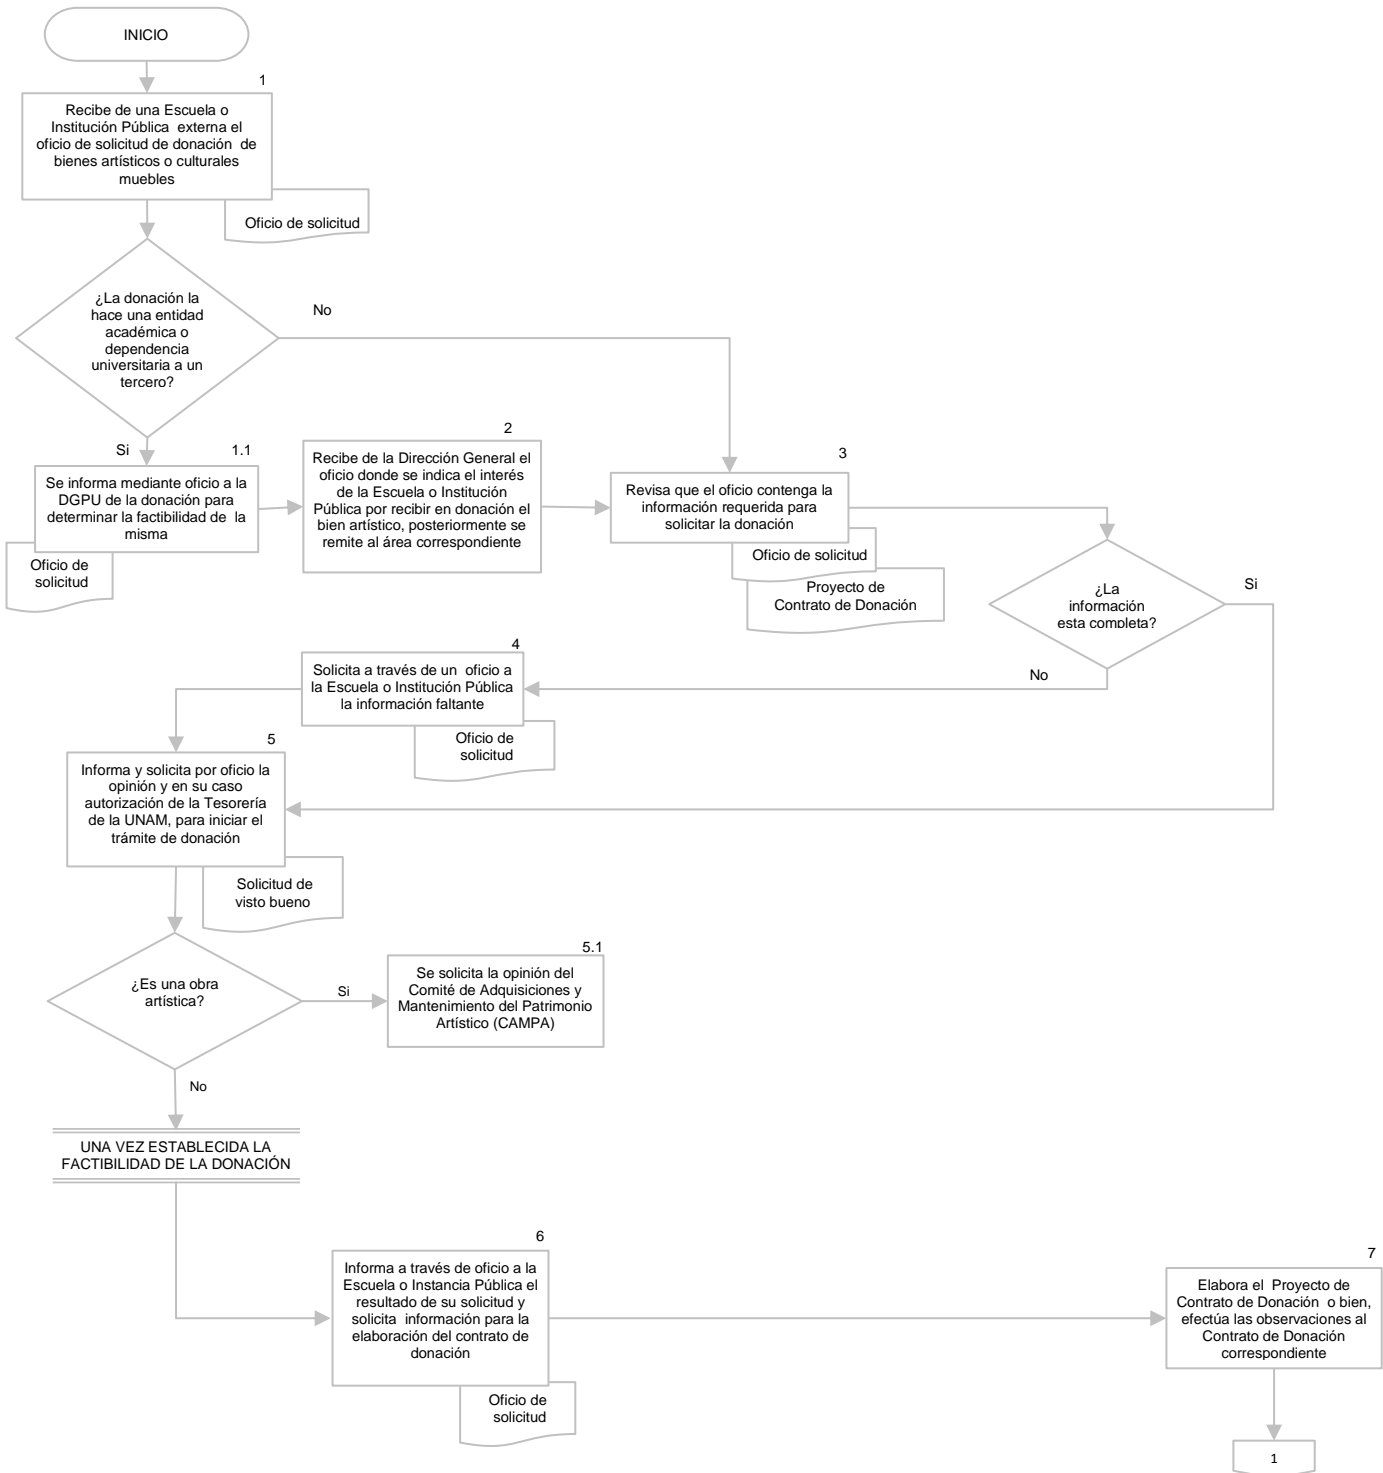 INICIO
1
Recibe de una Escuela o
Institución Pública externa el
oficio de solicitud de donación de
bienes artísticos o culturales
muebles
Oficio de solicitud
¿La donación la
hace una entidad
académica o
dependencia
universitaria a un
tercero?
No
Si
1.1
Se informa mediante oficio a la
DGPU de la donación para
determinar la factibilidad de la
misma
Oficio de
solicitud
2
Recibe de la Dirección General el
oficio donde se indica el interés
de la Escuela o Institución
Pública por recibir en donación el
bien artístico, posteriormente se
remite al área correspondiente
3
Revisa que el oficio contenga la
información requerida para
solicitar la donación
Oficio de solicitud
Proyecto de
Contrato de Donación
¿La
información
esta completa?
Si
No
4
Solicita a través de un oficio a
la Escuela o Institución Pública
la información faltante
Oficio de
solicitud
5
Informa y solicita por oficio la
opinión y en su caso
autorización de la Tesorería
de la UNAM, para iniciar el
trámite de donación
Solicitud de
visto bueno
¿Es una obra
artística?
Si
5.1
Se solicita la opinión del
Comité de Adquisiciones y
Mantenimiento del Patrimonio
Artístico (CAMPA)
No
UNA VEZ ESTABLECIDA LA
FACTIBILIDAD DE LA DONACIÓN
6
Informa a través de oficio a la
Escuela o Instancia Pública el
resultado de su solicitud y
solicita información para la
elaboración del contrato de
donación
Oficio de
solicitud
7
Elabora el Proyecto de
Contrato de Donación o bien,
efectúa las observaciones al
Contrato de Donación
correspondiente
1